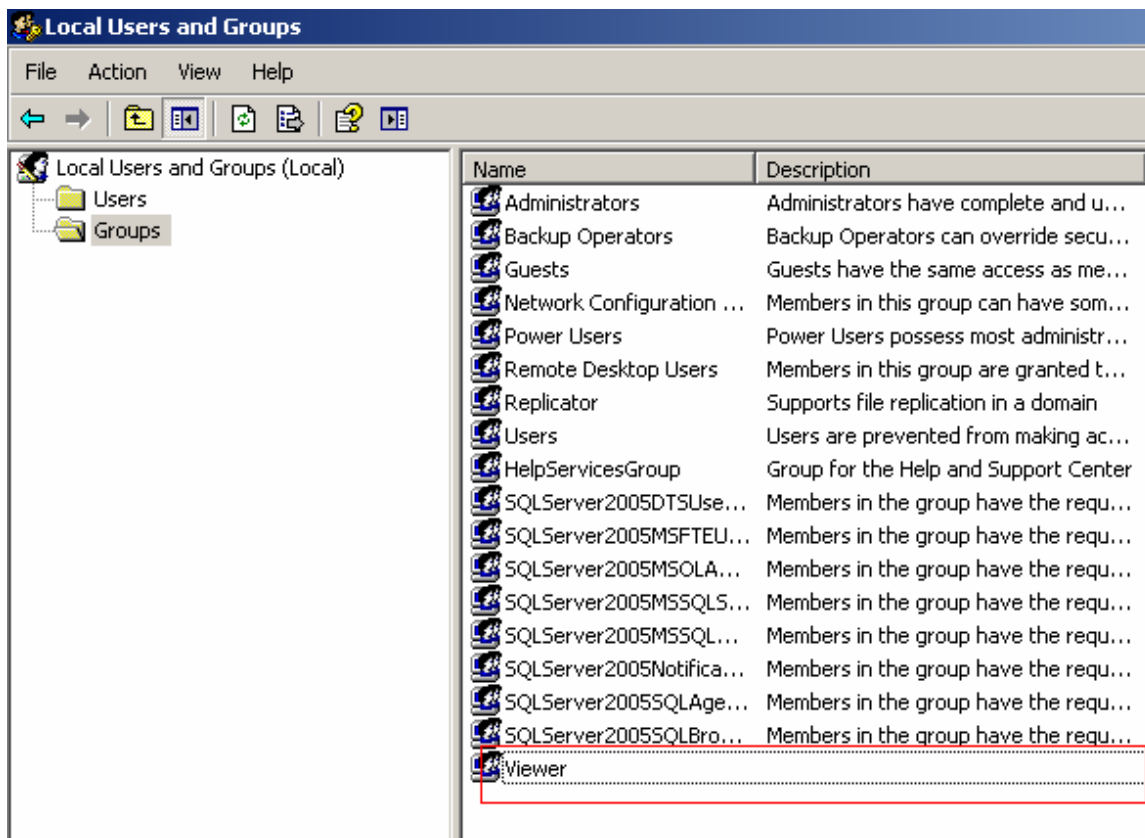 Local Users and Groups
File Action View Help
Local Users and Groups (Local)
Users
Groups
Name Description
Administrators Administrators have complete and u...
Backup Operators Backup Operators can override secu...
Guests Guests have the same access as me...
Network Configuration ... Members in this group can have som...
Power Users Power Users possess most administr...
Remote Desktop Users Members in this group are granted t...
Replicator Supports file replication in a domain
Users Users are prevented from making ac...
HelpServicesGroup Group for the Help and Support Center
SQLServer2005DTSUse... Members in the group have the requ...
SQLServer2005MSFTEU... Members in the group have the requ...
SQLServer2005MSOLA... Members in the group have the requ...
SQLServer2005MSSQLS... Members in the group have the requ...
SQLServer2005MSSQL... Members in the group have the requ...
SQLServer2005Notifica... Members in the group have the requ...
SQLServer2005SQLAge... Members in the group have the requ...
SQLServer2005SQLBro... Members in the group have the requ...
Viewer